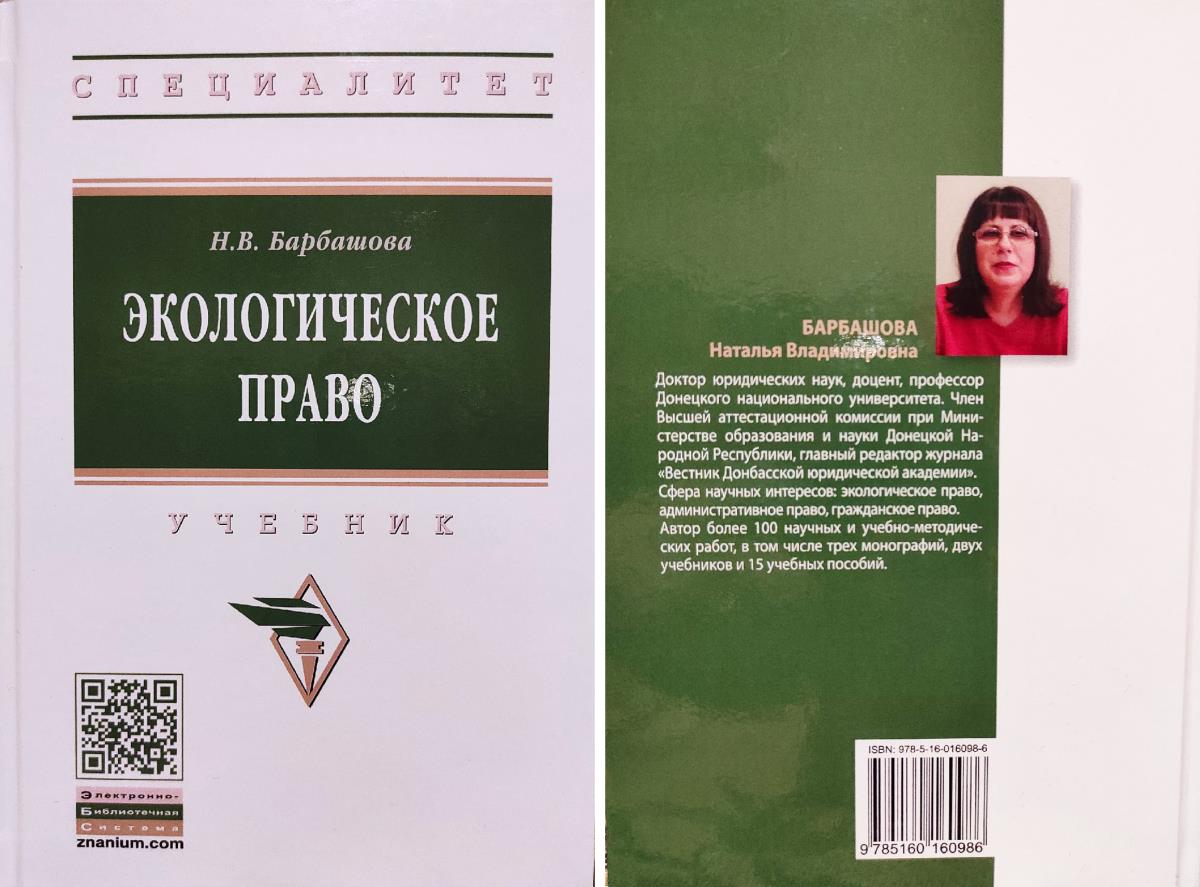 СПЕЦИАЛИТЕТ
Н.В. Барбашова
ЭКОЛОГИЧЕСКОЕ
ПРАВО
УЧЕБНИК
Электронно-
Библиотечная
Система
znanium.com
БАРБАШОВА
Наталья Владимировна
Доктор юридических наук, доцент, профессор
Донецкого национального университета. Член
Высшей аттестационной комиссии при Мини-
стерстве образования и науки Донецкой На-
родной Республики, главный редактор журнала
«Вестник Донбасской юридической академии».
Сфера научных интересов: экологическое право,
административное право, гражданское право.
Автор более 100 научных и учебно-методиче-
ских работ, в том числе трех монографий, двух
учебников и 15 учебных пособий.
ISBN: 978-5-16-016098-6
9 785160 160986